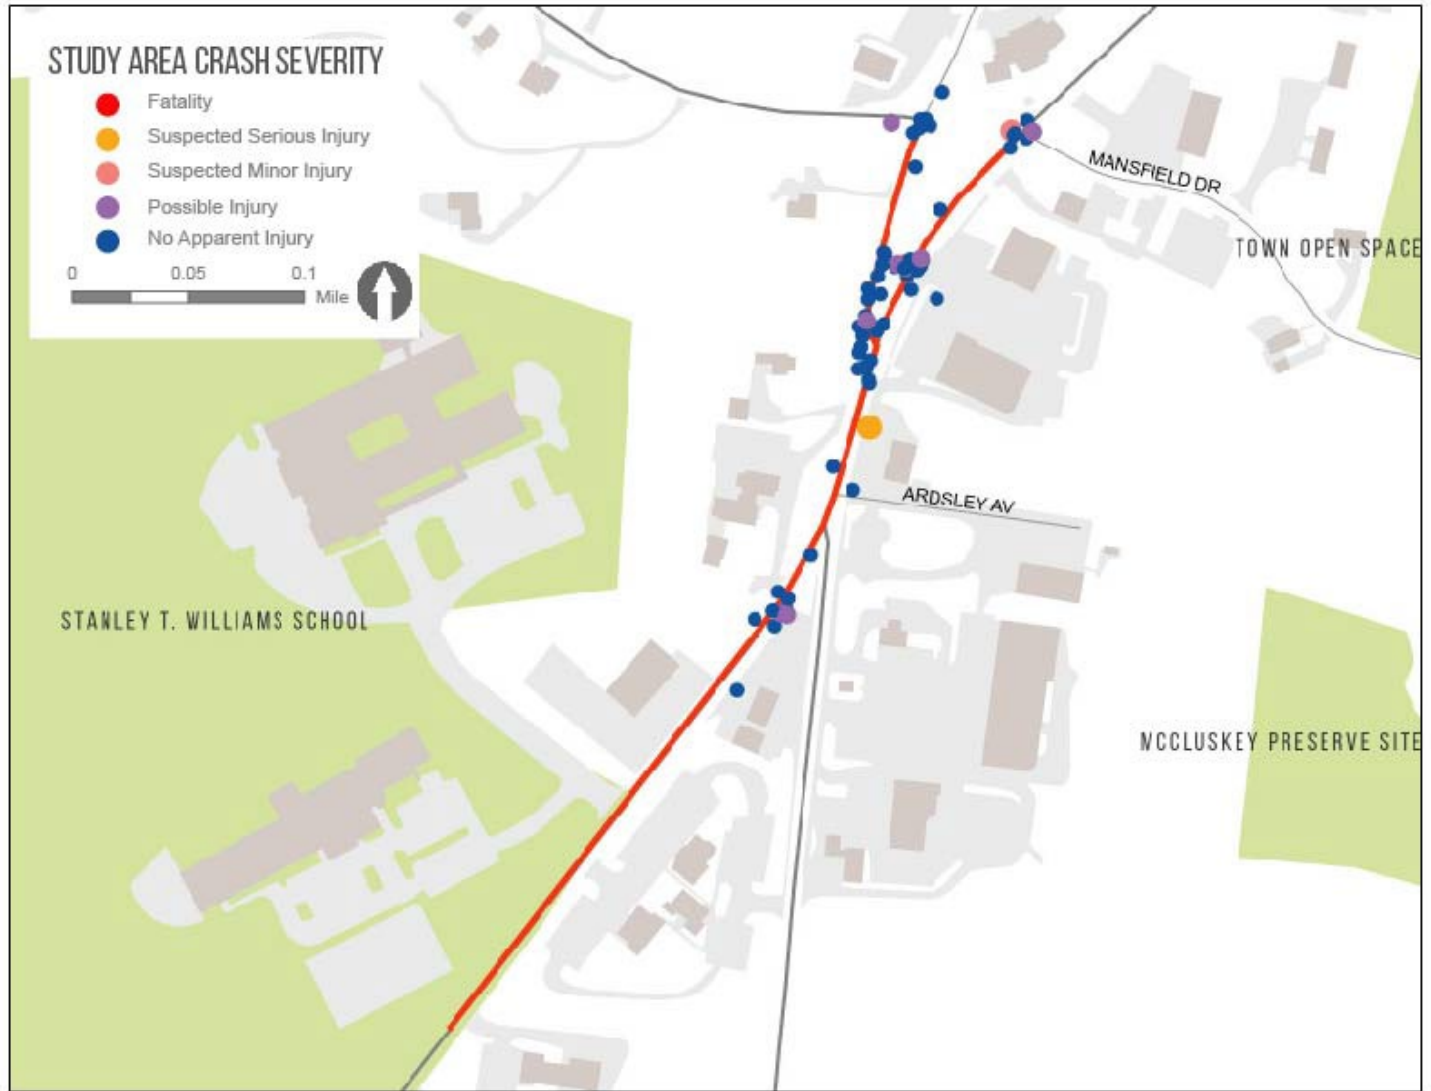 STUDY AREA CRASH SEVERITY
Fatality
Suspected Serious Injury
Suspected Minor Injury
Possible Injury
No Apparent Injury
0 0.05 0.1
Mile
MANSFIELD DR
TOWN OPEN SPACE
ARDSLEY AV
STANLEY T. WILLIAMS SCHOOL
MCCLUSKEY PRESERVE SITE